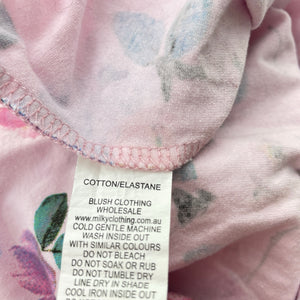 COTTON/ELASTANE
BLUSH CLOTHING
WHOLESALE
www.milkyclothing.com.au
COLD GENTLE MACHINE
WASH INSIDE OUT
WITH SIMILAR COLOURS
DO NOT BLEACH
DO NOT SOAK OR RUB
DO NOT TUMBLE DRY
LINE DRY IN SHADE
COOL IRON INSIDE OUT